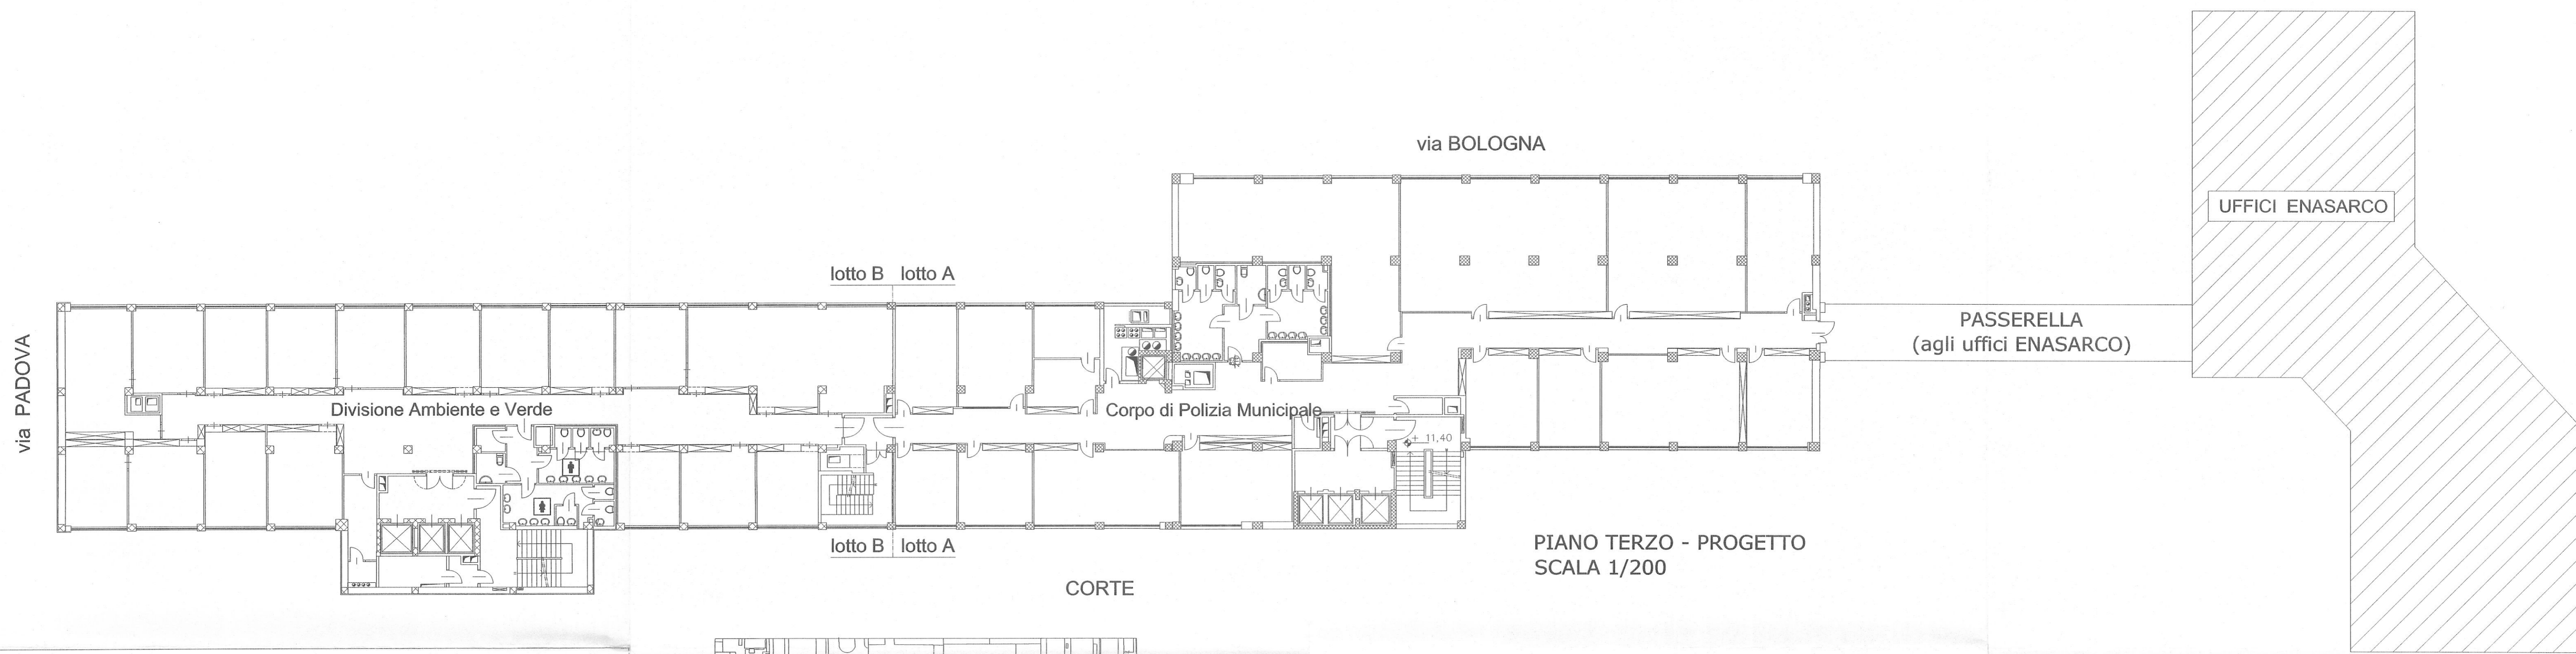 via BOLOGNA
UFFICI ENASARCO
lotto B
lotto A
PASSERELLA
(agli uffici ENASARCO)
via PADOVA
Divisione Ambiente e Verde
Corpo di Polizia Municipale
+ 11,40
lotto B
lotto A
PIANO TERZO - PROGETTO
SCALA 1/200
CORTE